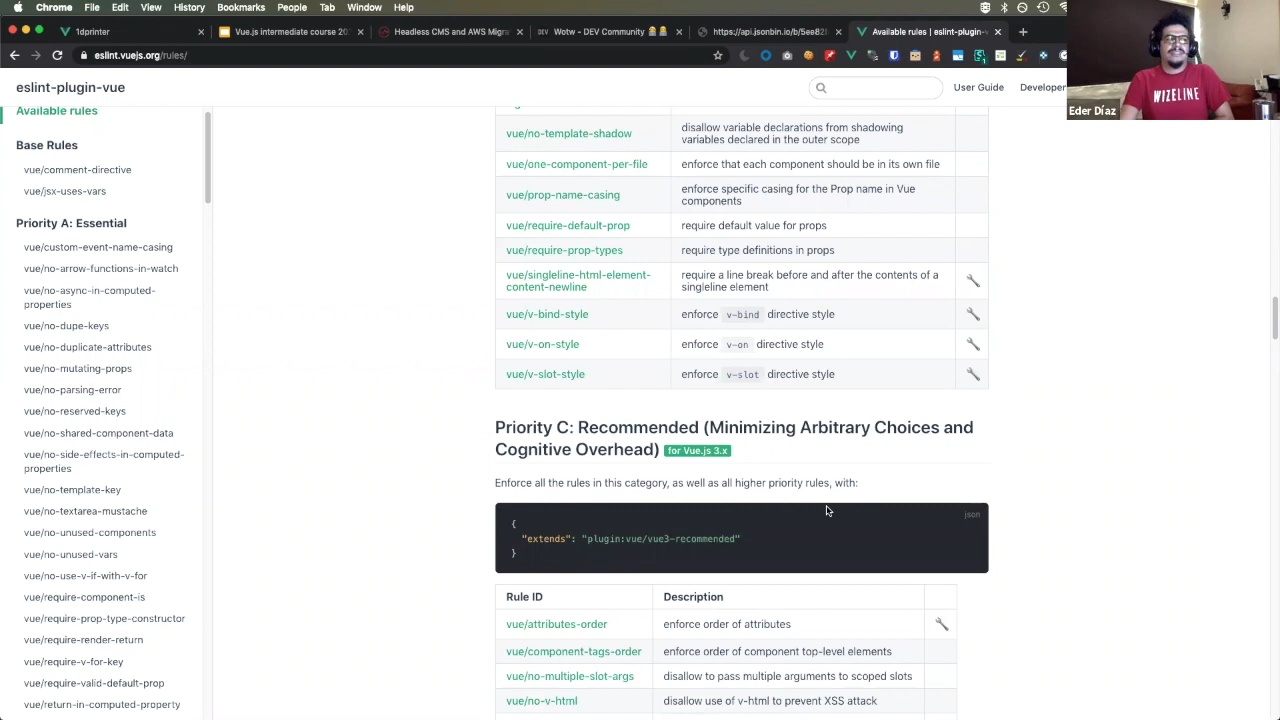 Chrome File Edit View History Bookmarks People Tab Window Help
1dprinter
Vue.js intermediate course 202
Headless CMS and AWS Migra
DEV Wotw - DEV Community
https://api.jsonbin.io/b/5ee82
Available rules | eslint-plugin-v
eslint.vuejs.org/rules/
eslint-plugin-vue
User Guide
Developer
WIZELINE
Eder Díaz
Available rules
Base Rules
vue/comment-directive
vue/jsx-uses-vars
Priority A: Essential
vue/custom-event-name-casing
vue/no-arrow-functions-in-watch
vue/no-async-in-computed-
properties
vue/no-dupe-keys
vue/no-duplicate-attributes
vue/no-mutating-props
vue/no-parsing-error
vue/no-reserved-keys
vue/no-shared-component-data
vue/no-side-effects-in-computed-
properties
vue/no-template-key
vue/no-textarea-mustache
vue/no-unused-components
vue/no-unused-vars
vue/no-use-v-if-with-v-for
vue/require-component-is
vue/require-prop-type-constructor
vue/require-render-return
vue/require-v-for-key
vue/require-valid-default-prop
vue/return-in-computed-property
vue/no-template-shadow
disallow variable declarations from shadowing
variables declared in the outer scope
vue/one-component-per-file
enforce that each component should be in its own file
vue/prop-name-casing
enforce specific casing for the Prop name in Vue
components
vue/require-default-prop
require default value for props
vue/require-prop-types
require type definitions in props
vue/singleline-html-element-
content-newline
require a line break before and after the contents of a
singleline element
vue/v-bind-style
enforce v-bind directive style
vue/v-on-style
enforce v-on directive style
vue/v-slot-style
enforce v-slot directive style
Priority C: Recommended (Minimizing Arbitrary Choices and
Cognitive Overhead) for Vue.js 3.x
Enforce all the rules in this category, as well as all higher priority rules, with:
json
{
"extends": "plugin:vue/vue3-recommended"
}
Rule ID
Description
vue/attributes-order
enforce order of attributes
vue/component-tags-order
enforce order of component top-level elements
vue/no-multiple-slot-args
disallow to pass multiple arguments to scoped slots
vue/no-v-html
disallow use of v-html to prevent XSS attack